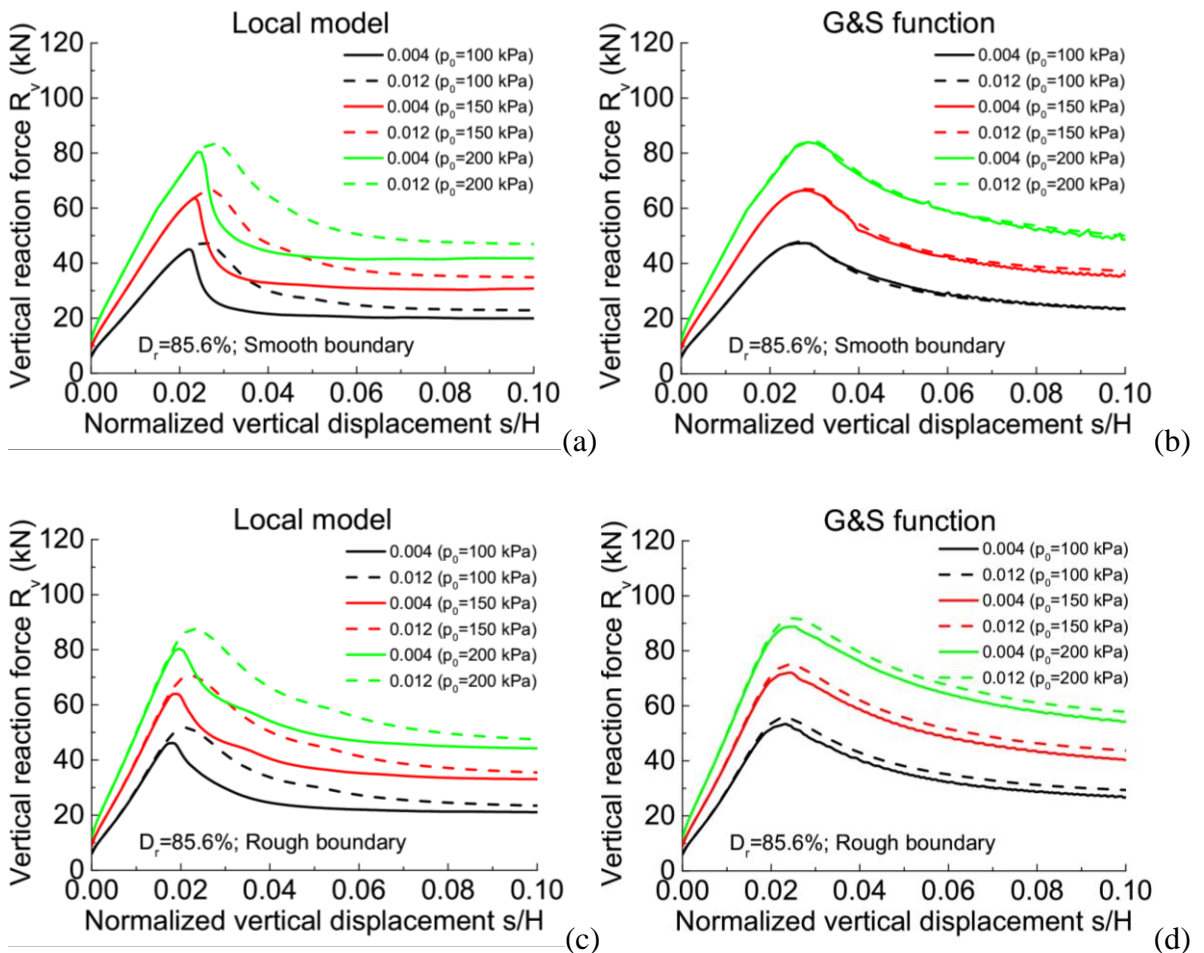 Local model
Vertical reaction force R_v (kN)
120
100
80
60
40
20
0
0.004 (p_0=100 kPa)
0.012 (p_0=100 kPa)
0.004 (p_0=150 kPa)
0.012 (p_0=150 kPa)
0.004 (p_0=200 kPa)
0.012 (p_0=200 kPa)
D_r=85.6%; Smooth boundary
0.00 0.02 0.04 0.06 0.08 0.10
Normalized vertical displacement s/H
(a)
G&S function
Vertical reaction force R_v (kN)
120
100
80
60
40
20
0
0.004 (p_0=100 kPa)
0.012 (p_0=100 kPa)
0.004 (p_0=150 kPa)
0.012 (p_0=150 kPa)
0.004 (p_0=200 kPa)
0.012 (p_0=200 kPa)
D_r=85.6%; Smooth boundary
0.00 0.02 0.04 0.06 0.08 0.10
Normalized vertical displacement s/H
(b)
Local model
Vertical reaction force R_v (kN)
120
100
80
60
40
20
0
0.004 (p_0=100 kPa)
0.012 (p_0=100 kPa)
0.004 (p_0=150 kPa)
0.012 (p_0=150 kPa)
0.004 (p_0=200 kPa)
0.012 (p_0=200 kPa)
D_r=85.6%; Rough boundary
0.00 0.02 0.04 0.06 0.08 0.10
Normalized vertical displacement s/H
(c)
G&S function
Vertical reaction force R_v (kN)
120
100
80
60
40
20
0
0.004 (p_0=100 kPa)
0.012 (p_0=100 kPa)
0.004 (p_0=150 kPa)
0.012 (p_0=150 kPa)
0.004 (p_0=200 kPa)
0.012 (p_0=200 kPa)
D_r=85.6%; Rough boundary
0.00 0.02 0.04 0.06 0.08 0.10
Normalized vertical displacement s/H
(d)